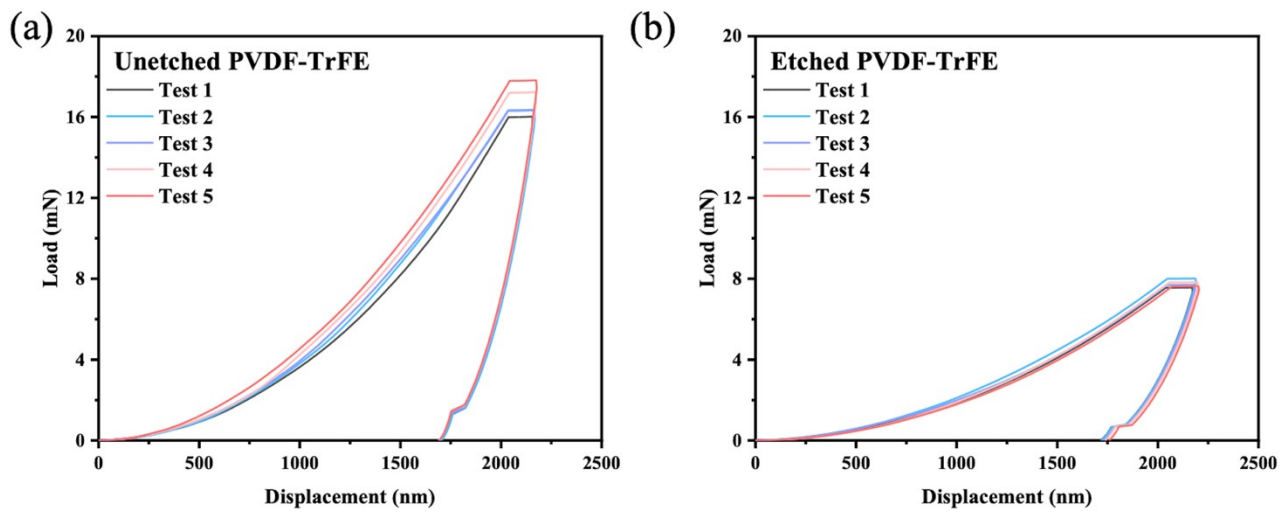 (a)
Unetched PVDF-TrFE
Test 1
Test 2
Test 3
Test 4
Test 5
Load (mN)
20
16
12
8
4
0
0 500 1000 1500 2000 2500
Displacement (nm)
(b)
Etched PVDF-TrFE
Test 1
Test 2
Test 3
Test 4
Test 5
Load (mN)
20
16
12
8
4
0
0 500 1000 1500 2000 2500
Displacement (nm)